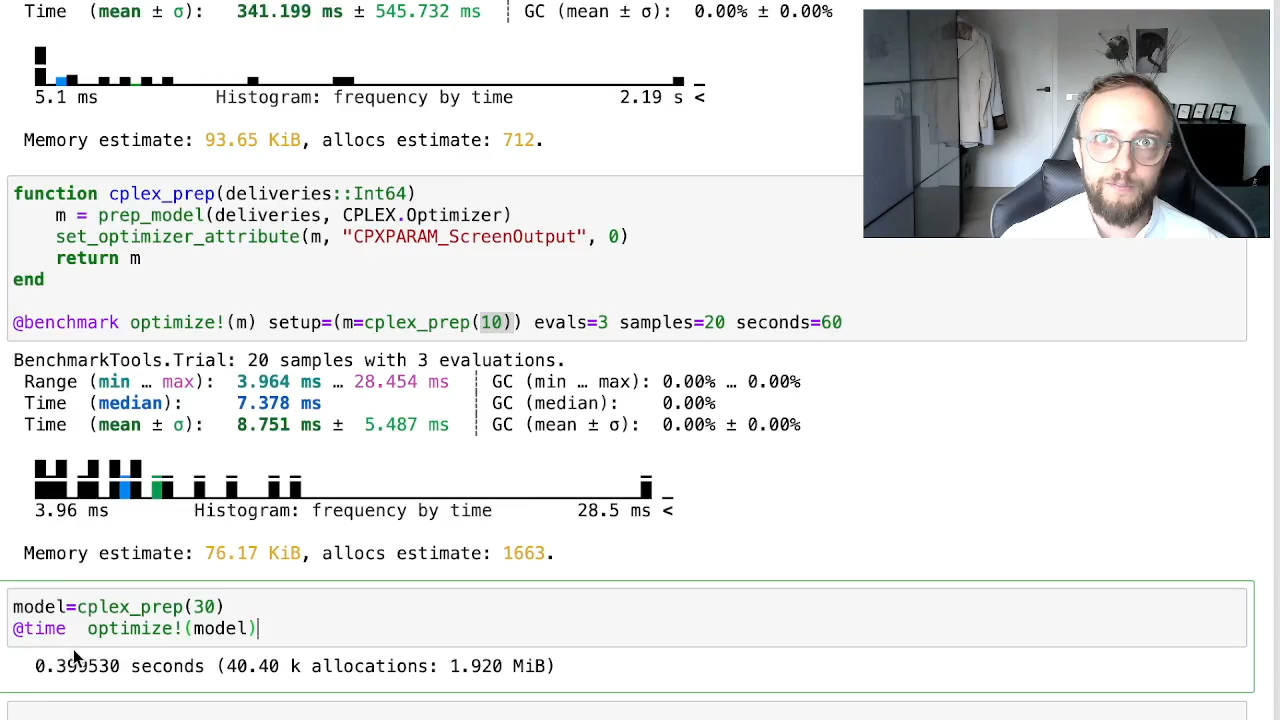 Time (mean ± σ): 341.199 ms ± 545.732 ms ┊ GC (mean ± σ): 0.00% ± 0.00%
5.1 ms Histogram: frequency by time 2.19 s <
Memory estimate: 93.65 KiB, allocs estimate: 712.
function cplex_prep(deliveries::Int64)
    m = prep_model(deliveries, CPLEX.Optimizer)
    set_optimizer_attribute(m, "CPXPARAM_ScreenOutput", 0)
    return m
end
@benchmark optimize!(m) setup=(m=cplex_prep(10)) evals=3 samples=20 seconds=60
BenchmarkTools.Trial: 20 samples with 3 evaluations.
Range (min … max): 3.964 ms … 28.454 ms ┊ GC (min … max): 0.00% … 0.00%
Time (median): 7.378 ms ┊ GC (median): 0.00%
Time (mean ± σ): 8.751 ms ± 5.487 ms ┊ GC (mean ± σ): 0.00% ± 0.00%
3.96 ms Histogram: frequency by time 28.5 ms <
Memory estimate: 76.17 KiB, allocs estimate: 1663.
model=cplex_prep(30)
@time optimize!(model)
0.399530 seconds (40.40 k allocations: 1.920 MiB)